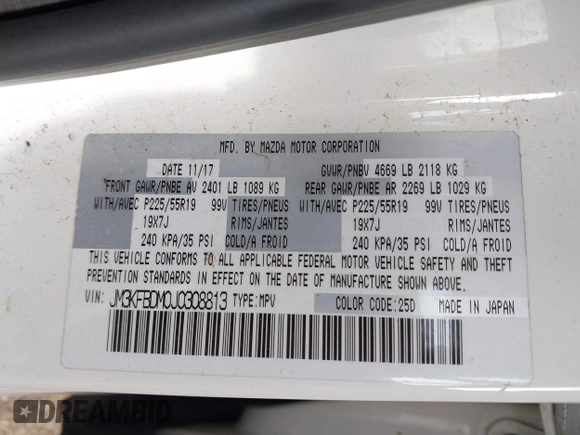 MFD. BY MAZDA MOTOR CORPORATION
DATE 11/17 GVWR/PNBV 4669 LB 2118 KG
FRONT GAWR/PNBE AV 2401 LB 1089 KG REAR GAWR/PNBE AR 2269 LB 1029 KG
WITH/AVEC P225/55R19 99V TIRES/PNEUS WITH/AVEC P225/55R19 99V TIRES/PNEUS
19X7J RIMS/JANTES 19X7J RIMS/JANTES
240 KPA/35 PSI COLD/A FROID 240 KPA/35 PSI COLD/A FROID
THIS VEHICLE CONFORMS TO ALL APPLICABLE FEDERAL MOTOR VEHICLE SAFETY AND THEFT
PREVENTION STANDARDS IN EFFECT ON THE DATE OF MANUFACTURE SHOWN ABOVE.
VIN: JM3KFBDM0J0308813 TYPE:MPV COLOR CODE:25D MADE IN JAPAN
DREAMBID